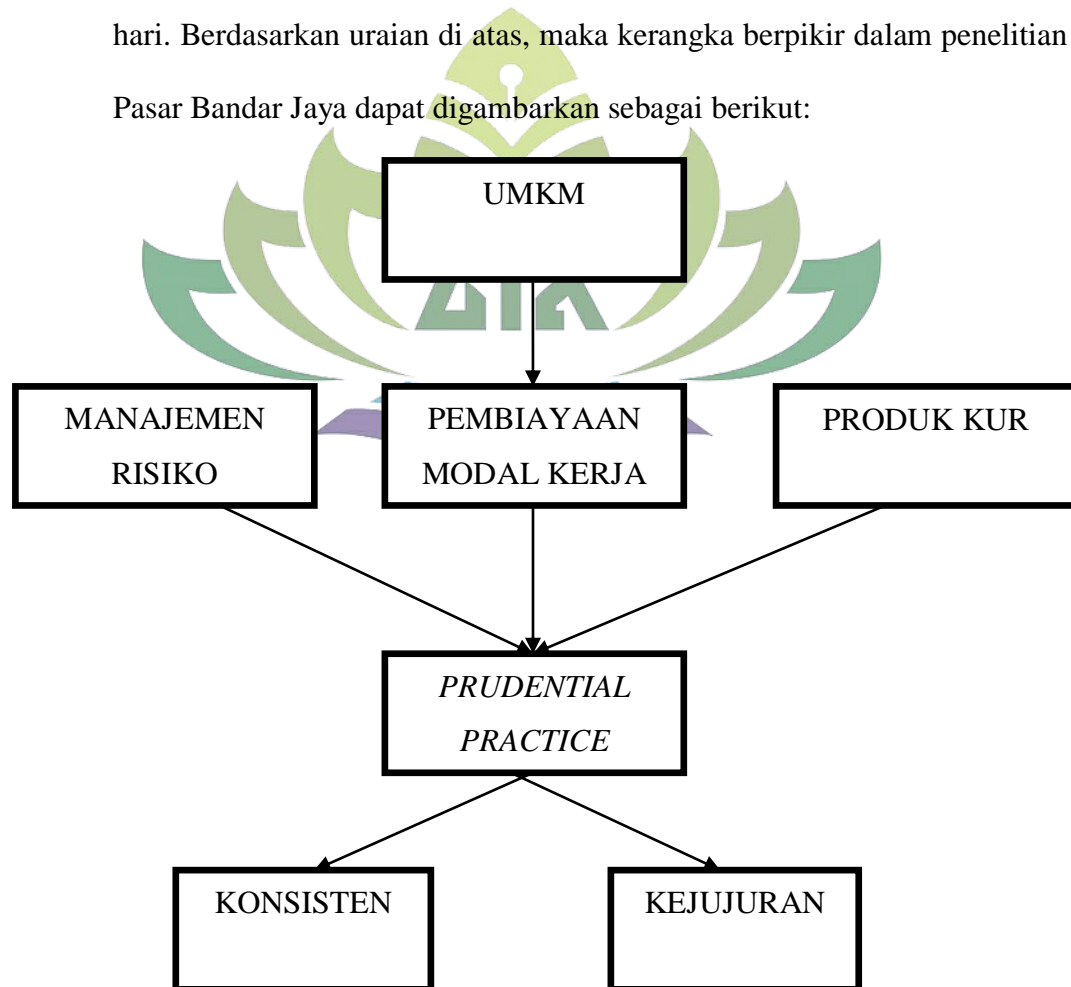 hari. Berdasarkan uraian di atas, maka kerangka berpikir dalam penelitian
Pasar Bandar Jaya dapat digambarkan sebagai berikut:
UMKM
MANAJEMEN
RISIKO
PEMBIAYAAN
MODAL KERJA
PRODUK KUR
PRUDENTIAL
PRACTICE
KONSISTEN
KEJUJURAN